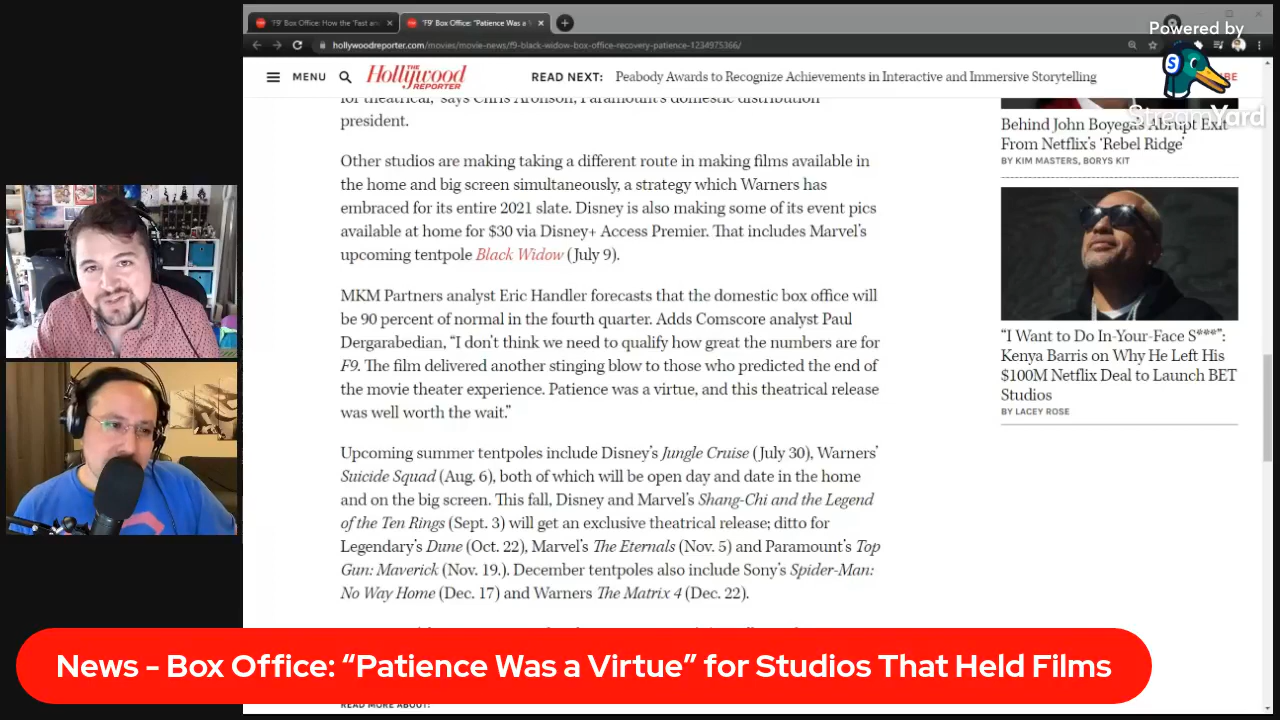 'F9' Box Office: How the 'Fast an
'F9' Box Office: "Patience Was a V
hollywoodreporter.com/movies/movie-news/f9-black-widow-box-office-recovery-patience-1234975366/
Powered by
StreamYard
MENU
THE
Hollywood
REPORTER
READ NEXT: Peabody Awards to Recognize Achievements in Interactive and Immersive Storytelling
for theatrical," says Chris Aronson, Paramount's domestic distribution
president.
Other studios are making taking a different route in making films available in
the home and big screen simultaneously, a strategy which Warners has
embraced for its entire 2021 slate. Disney is also making some of its event pics
available at home for $30 via Disney+ Access Premier. That includes Marvel's
upcoming tentpole Black Widow (July 9).
MKM Partners analyst Eric Handler forecasts that the domestic box office will
be 90 percent of normal in the fourth quarter. Adds Comscore analyst Paul
Dergarabedian, “I don’t think we need to qualify how great the numbers are for
F9. The film delivered another stinging blow to those who predicted the end of
the movie theater experience. Patience was a virtue, and this theatrical release
was well worth the wait.”
Upcoming summer tentpoles include Disney’s Jungle Cruise (July 30), Warners’
Suicide Squad (Aug. 6), both of which will be open day and date in the home
and on the big screen. This fall, Disney and Marvel’s Shang-Chi and the Legend
of the Ten Rings (Sept. 3) will get an exclusive theatrical release; ditto for
Legendary’s Dune (Oct. 22), Marvel’s The Eternals (Nov. 5) and Paramount’s Top
Gun: Maverick (Nov. 19.). December tentpoles also include Sony’s Spider-Man:
No Way Home (Dec. 17) and Warners The Matrix 4 (Dec. 22).
Behind John Boyega's Abrupt Exit
From Netflix's 'Rebel Ridge'
BY KIM MASTERS, BORYS KIT
“I Want to Do In-Your-Face S***”:
Kenya Barris on Why He Left His
$100M Netflix Deal to Launch BET
Studios
BY LACEY ROSE
News - Box Office: “Patience Was a Virtue” for Studios That Held Films
READ MORE ABOUT: